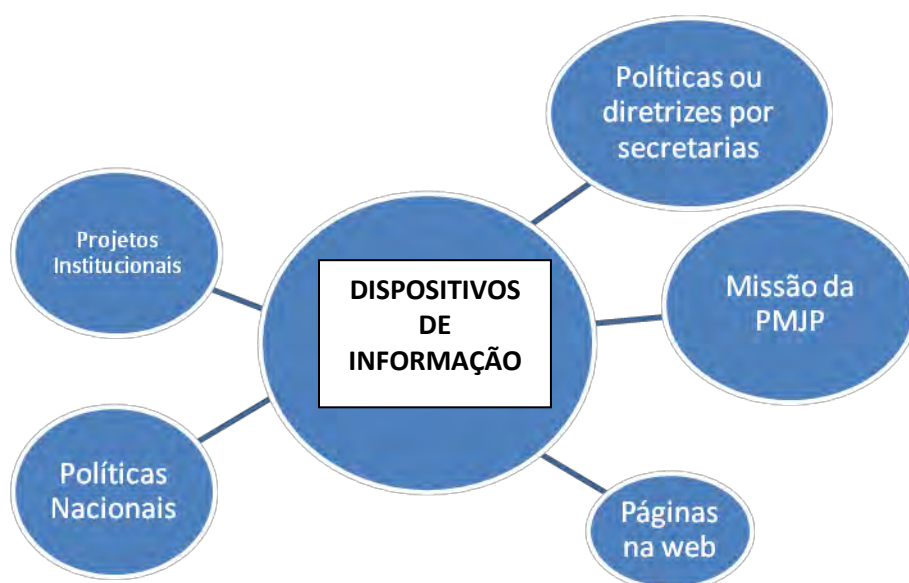 Políticas ou
diretrizes por
secretarias
Projetos
Institucionais
DISPOSITIVOS
DE
INFORMAÇÃO
Missão da
PMJP
Políticas
Nacionais
Páginas
na web